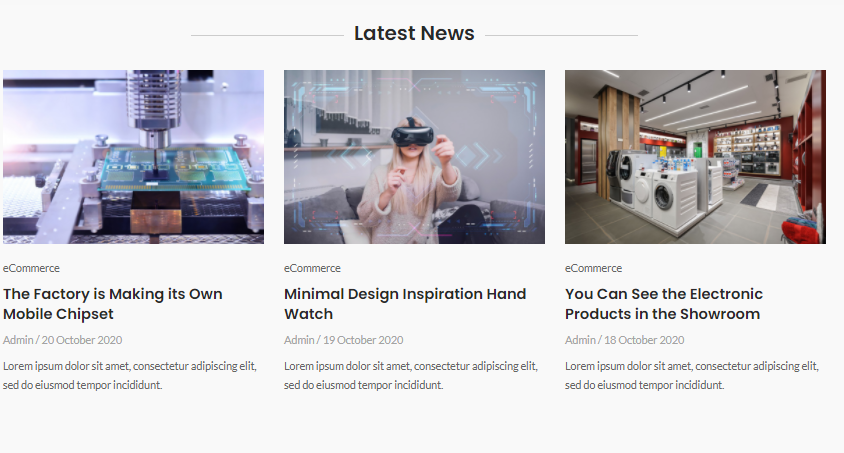 Latest News
eCommerce
The Factory is Making its Own
Mobile Chipset
Admin / 20 October 2020
Lorem ipsum dolor sit amet, consectetur adipiscing elit,
sed do eiusmod tempor incididunt.
eCommerce
Minimal Design Inspiration Hand
Watch
Admin / 19 October 2020
Lorem ipsum dolor sit amet, consectetur adipiscing elit,
sed do eiusmod tempor incididunt.
eCommerce
You Can See the Electronic
Products in the Showroom
Admin / 18 October 2020
Lorem ipsum dolor sit amet, consectetur adipiscing elit,
sed do eiusmod tempor incididunt.